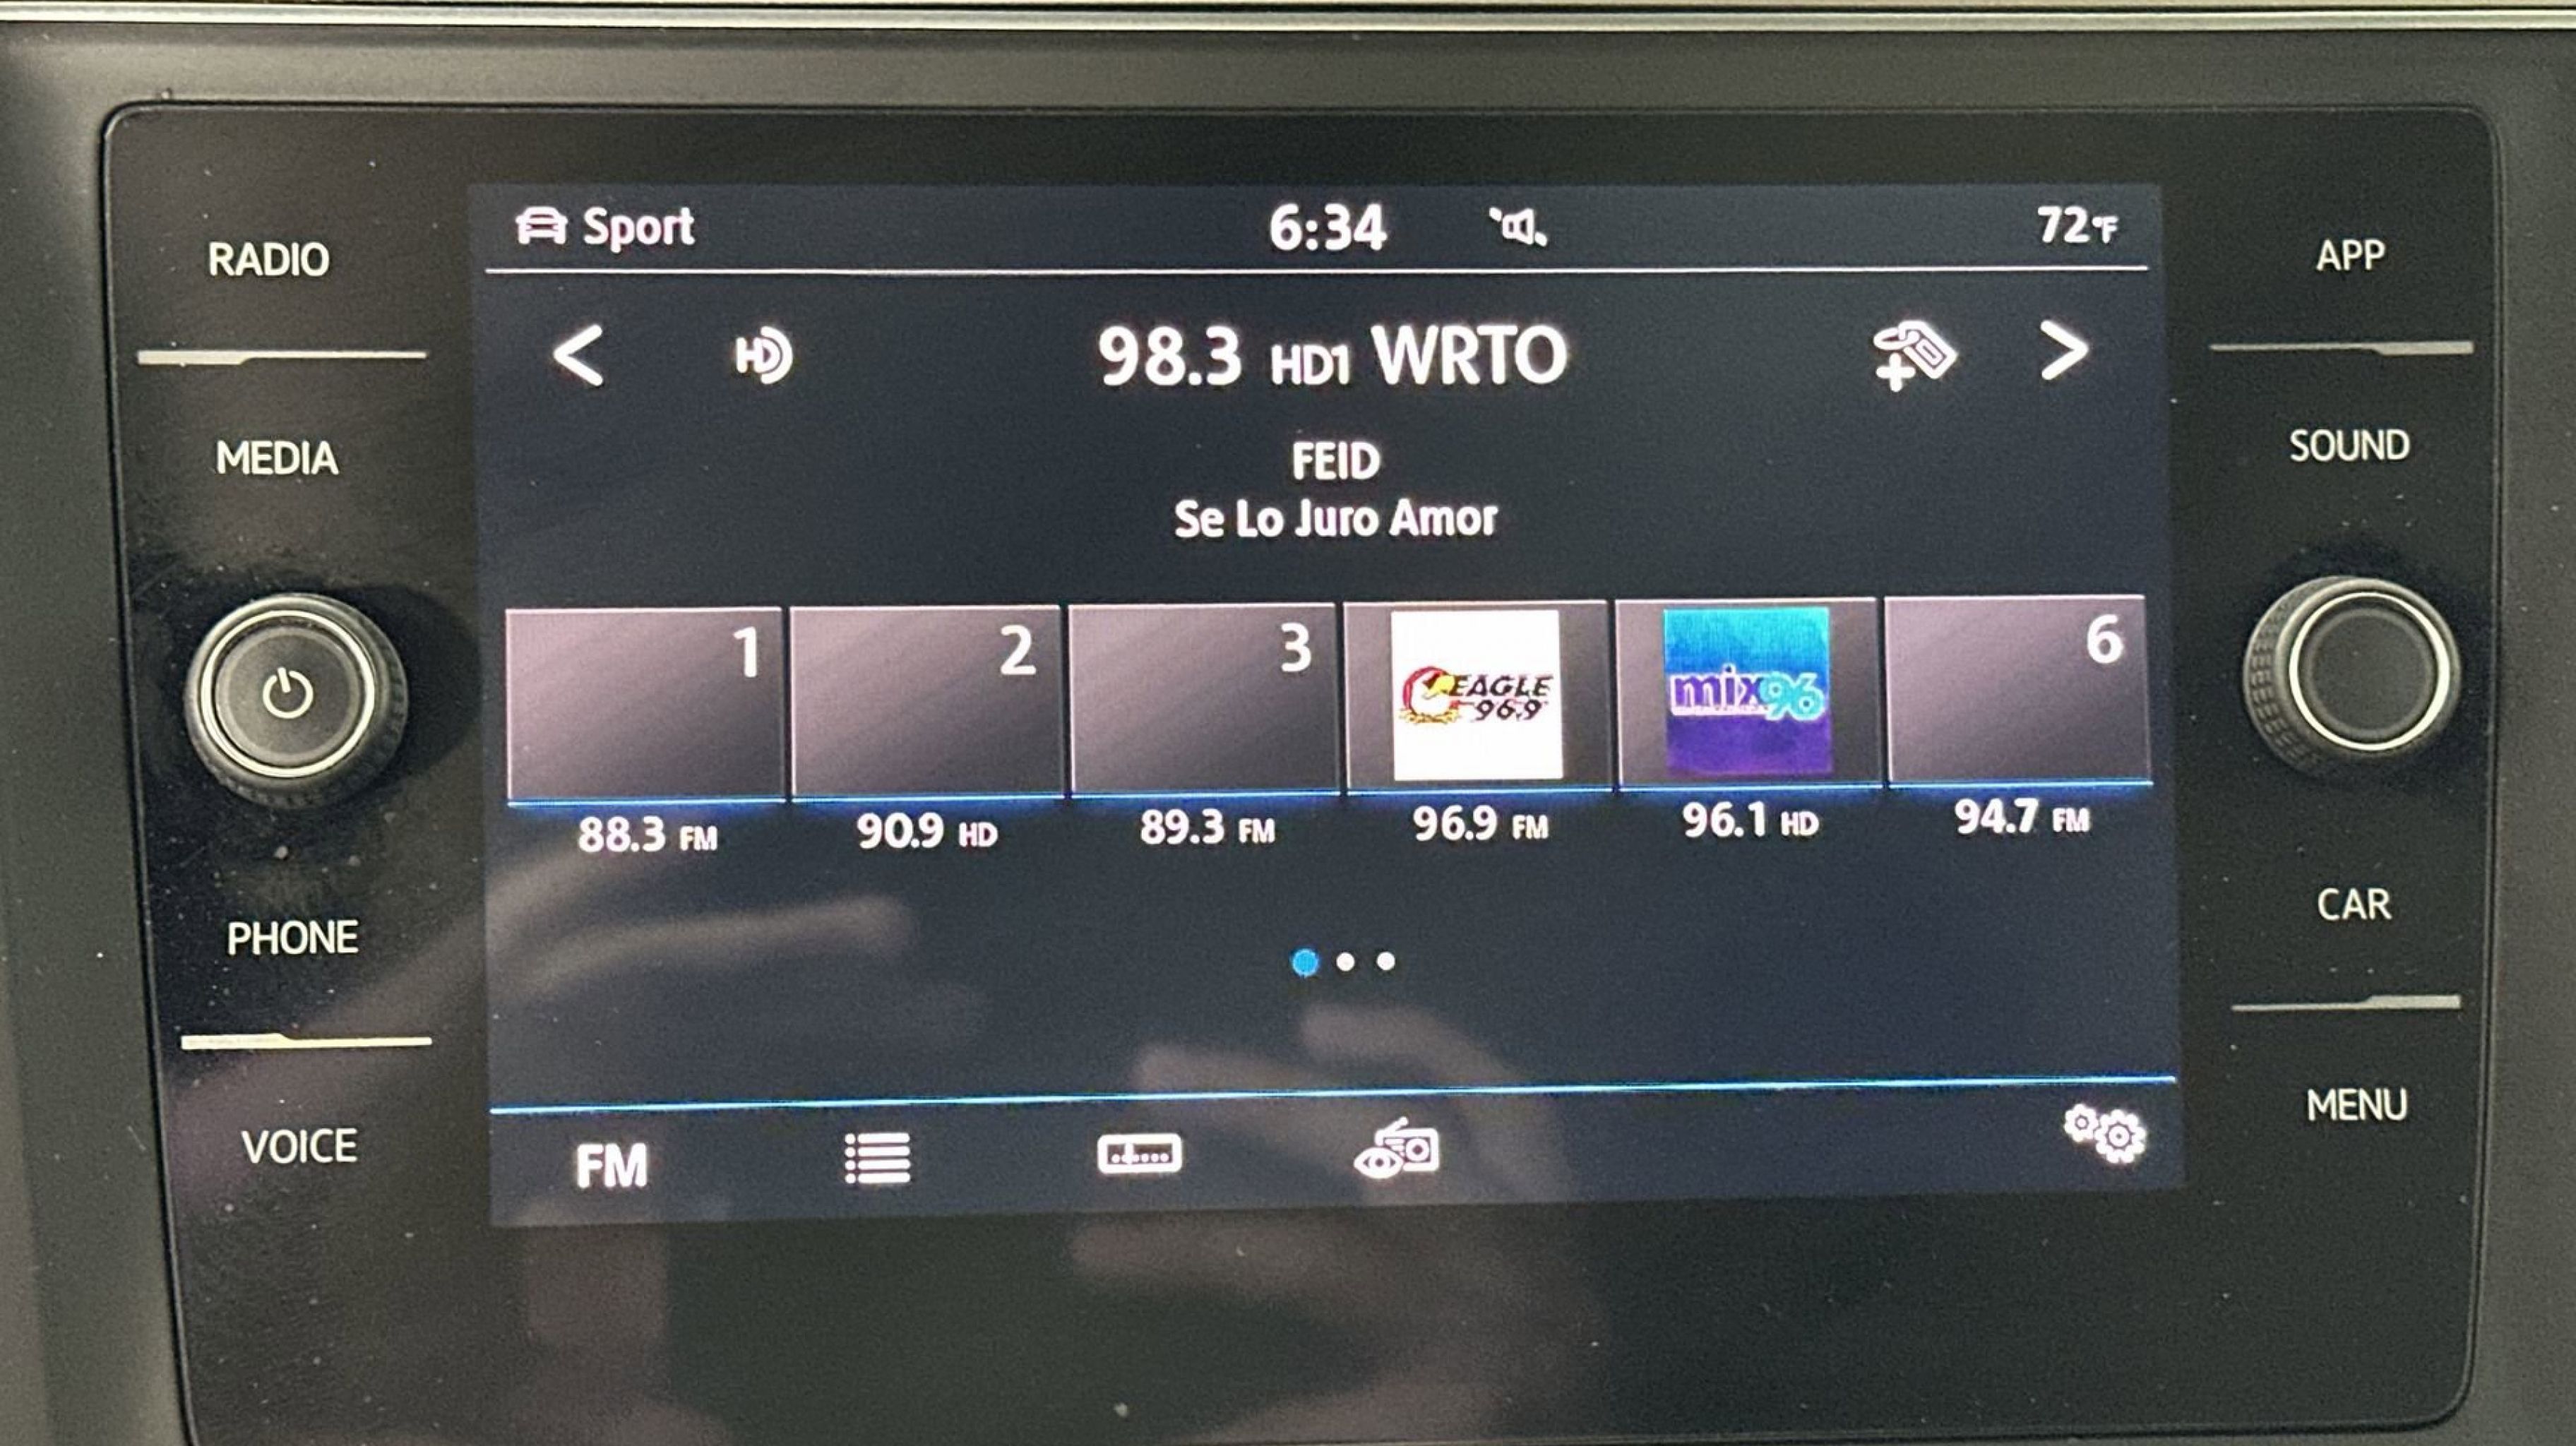 RADIO
MEDIA
PHONE
VOICE
Sport
6:34
72°F
HD
98.3 HD1 WRTO
FEID
Se Lo Juro Amor
1
2
3
EAGLE
96.9
mix96
6
88.3 FM
90.9 HD
89.3 FM
96.9 FM
96.1 HD
94.7 FM
FM
APP
SOUND
CAR
MENU